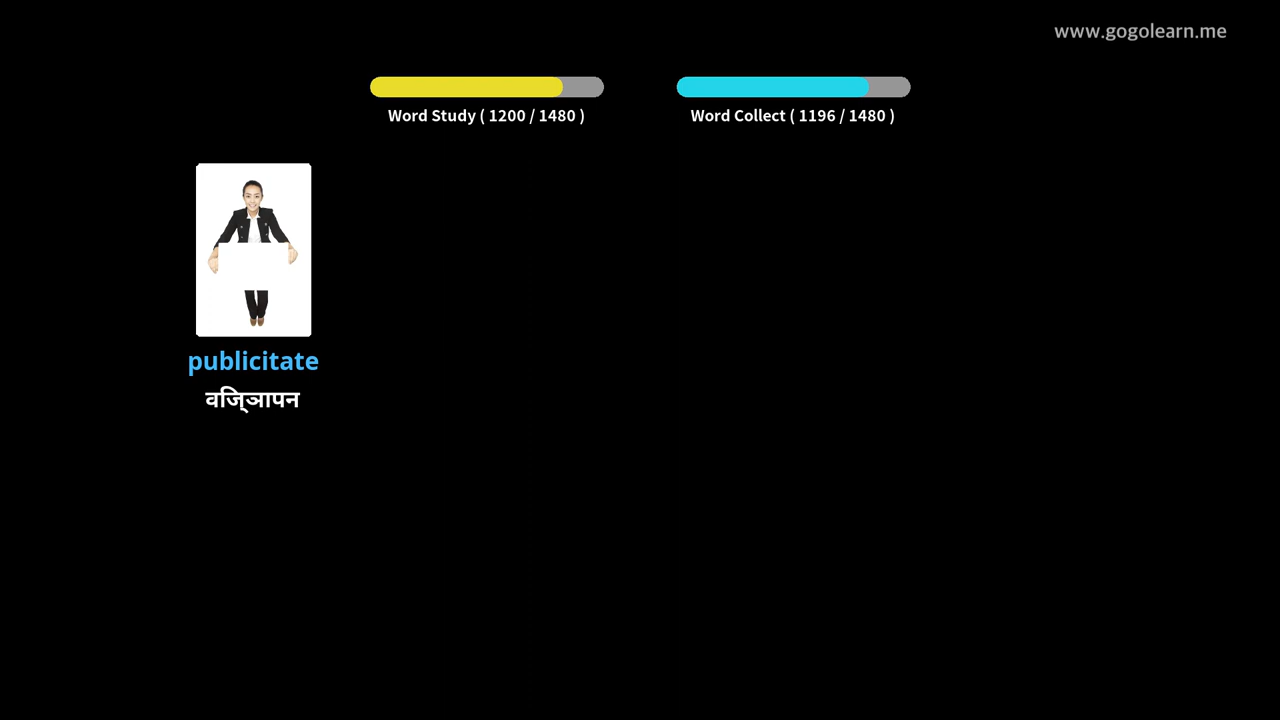 www.gogolearn.me
Word Study ( 1200 / 1480 )
Word Collect ( 1196 / 1480 )
publicitate
विज्ञापन